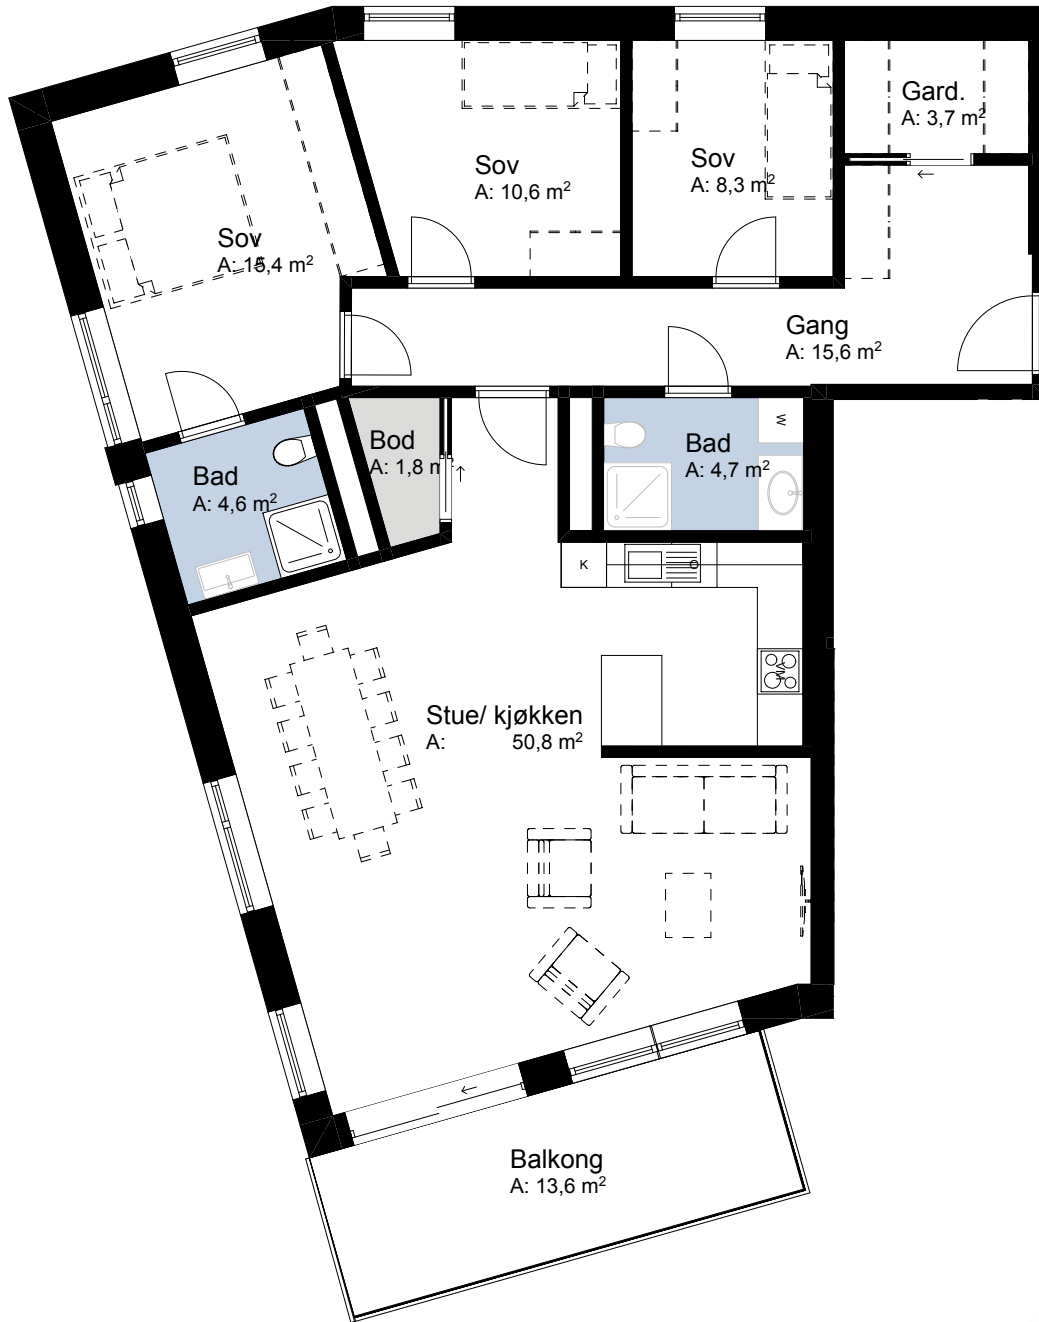 Gard.
A: 3,7 m²
Sov
A: 10,6 m²
Sov
A: 8,3 m²
Sov
A: 15,4 m²
Gang
A: 15,6 m²
Bod
A: 1,8 m²
Bad
A: 4,7 m²
W
Bad
A: 4,6 m²
K
VM
Stue/ kjøkken
A: 50,8 m²
Balkong
A: 13,6 m²